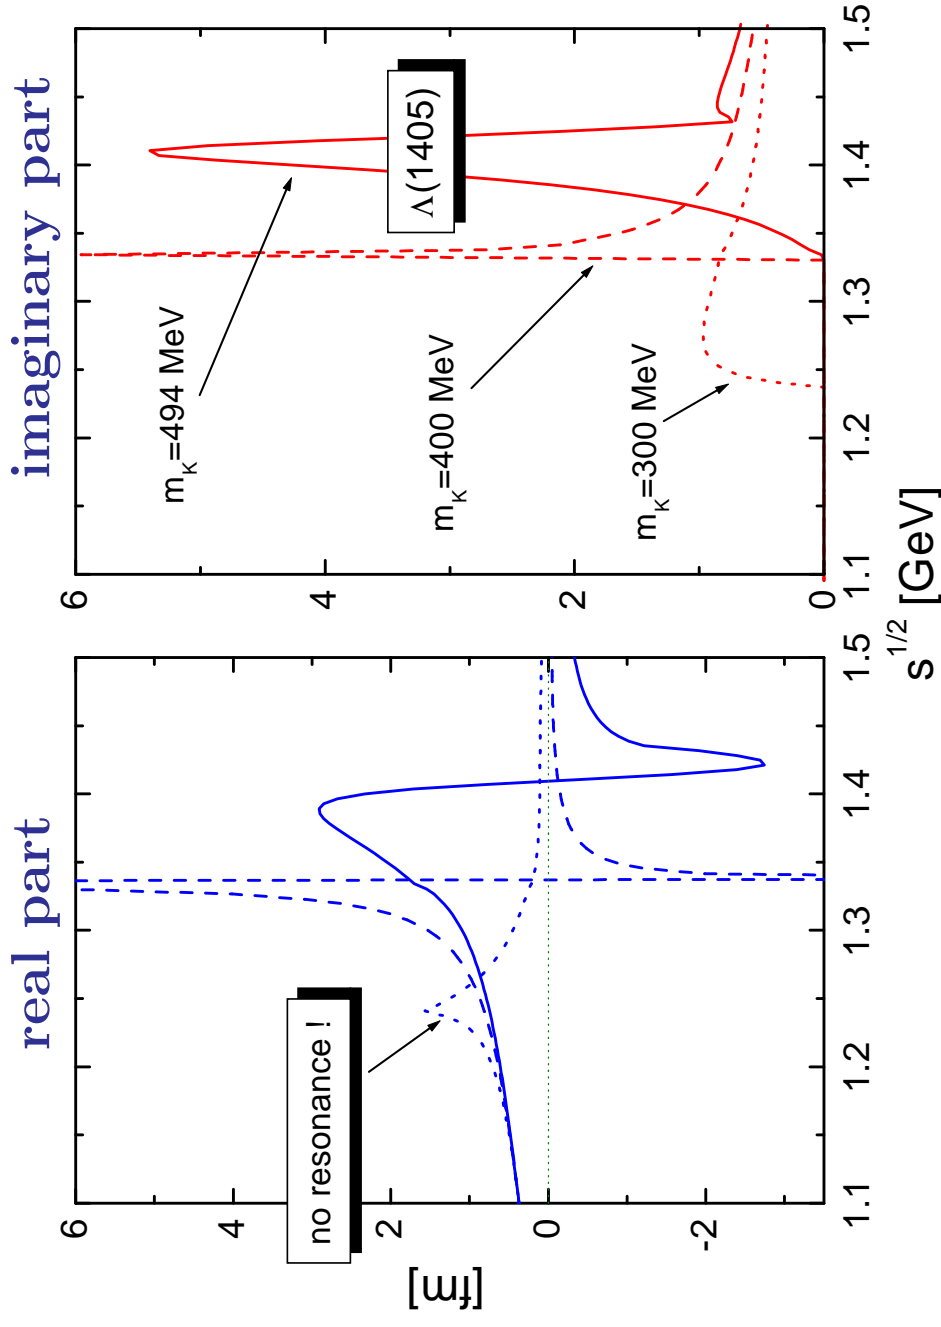 real part
imaginary part
[fm]
6
4
2
0
-2
1.1
1.2
1.3
1.4
1.5
no resonance !
6
4
2
0
1.1
1.2
1.3
1.4
1.5
m_K=494 MeV
m_K=400 MeV
m_K=300 MeV
Λ(1405)
s^1/2 [GeV]